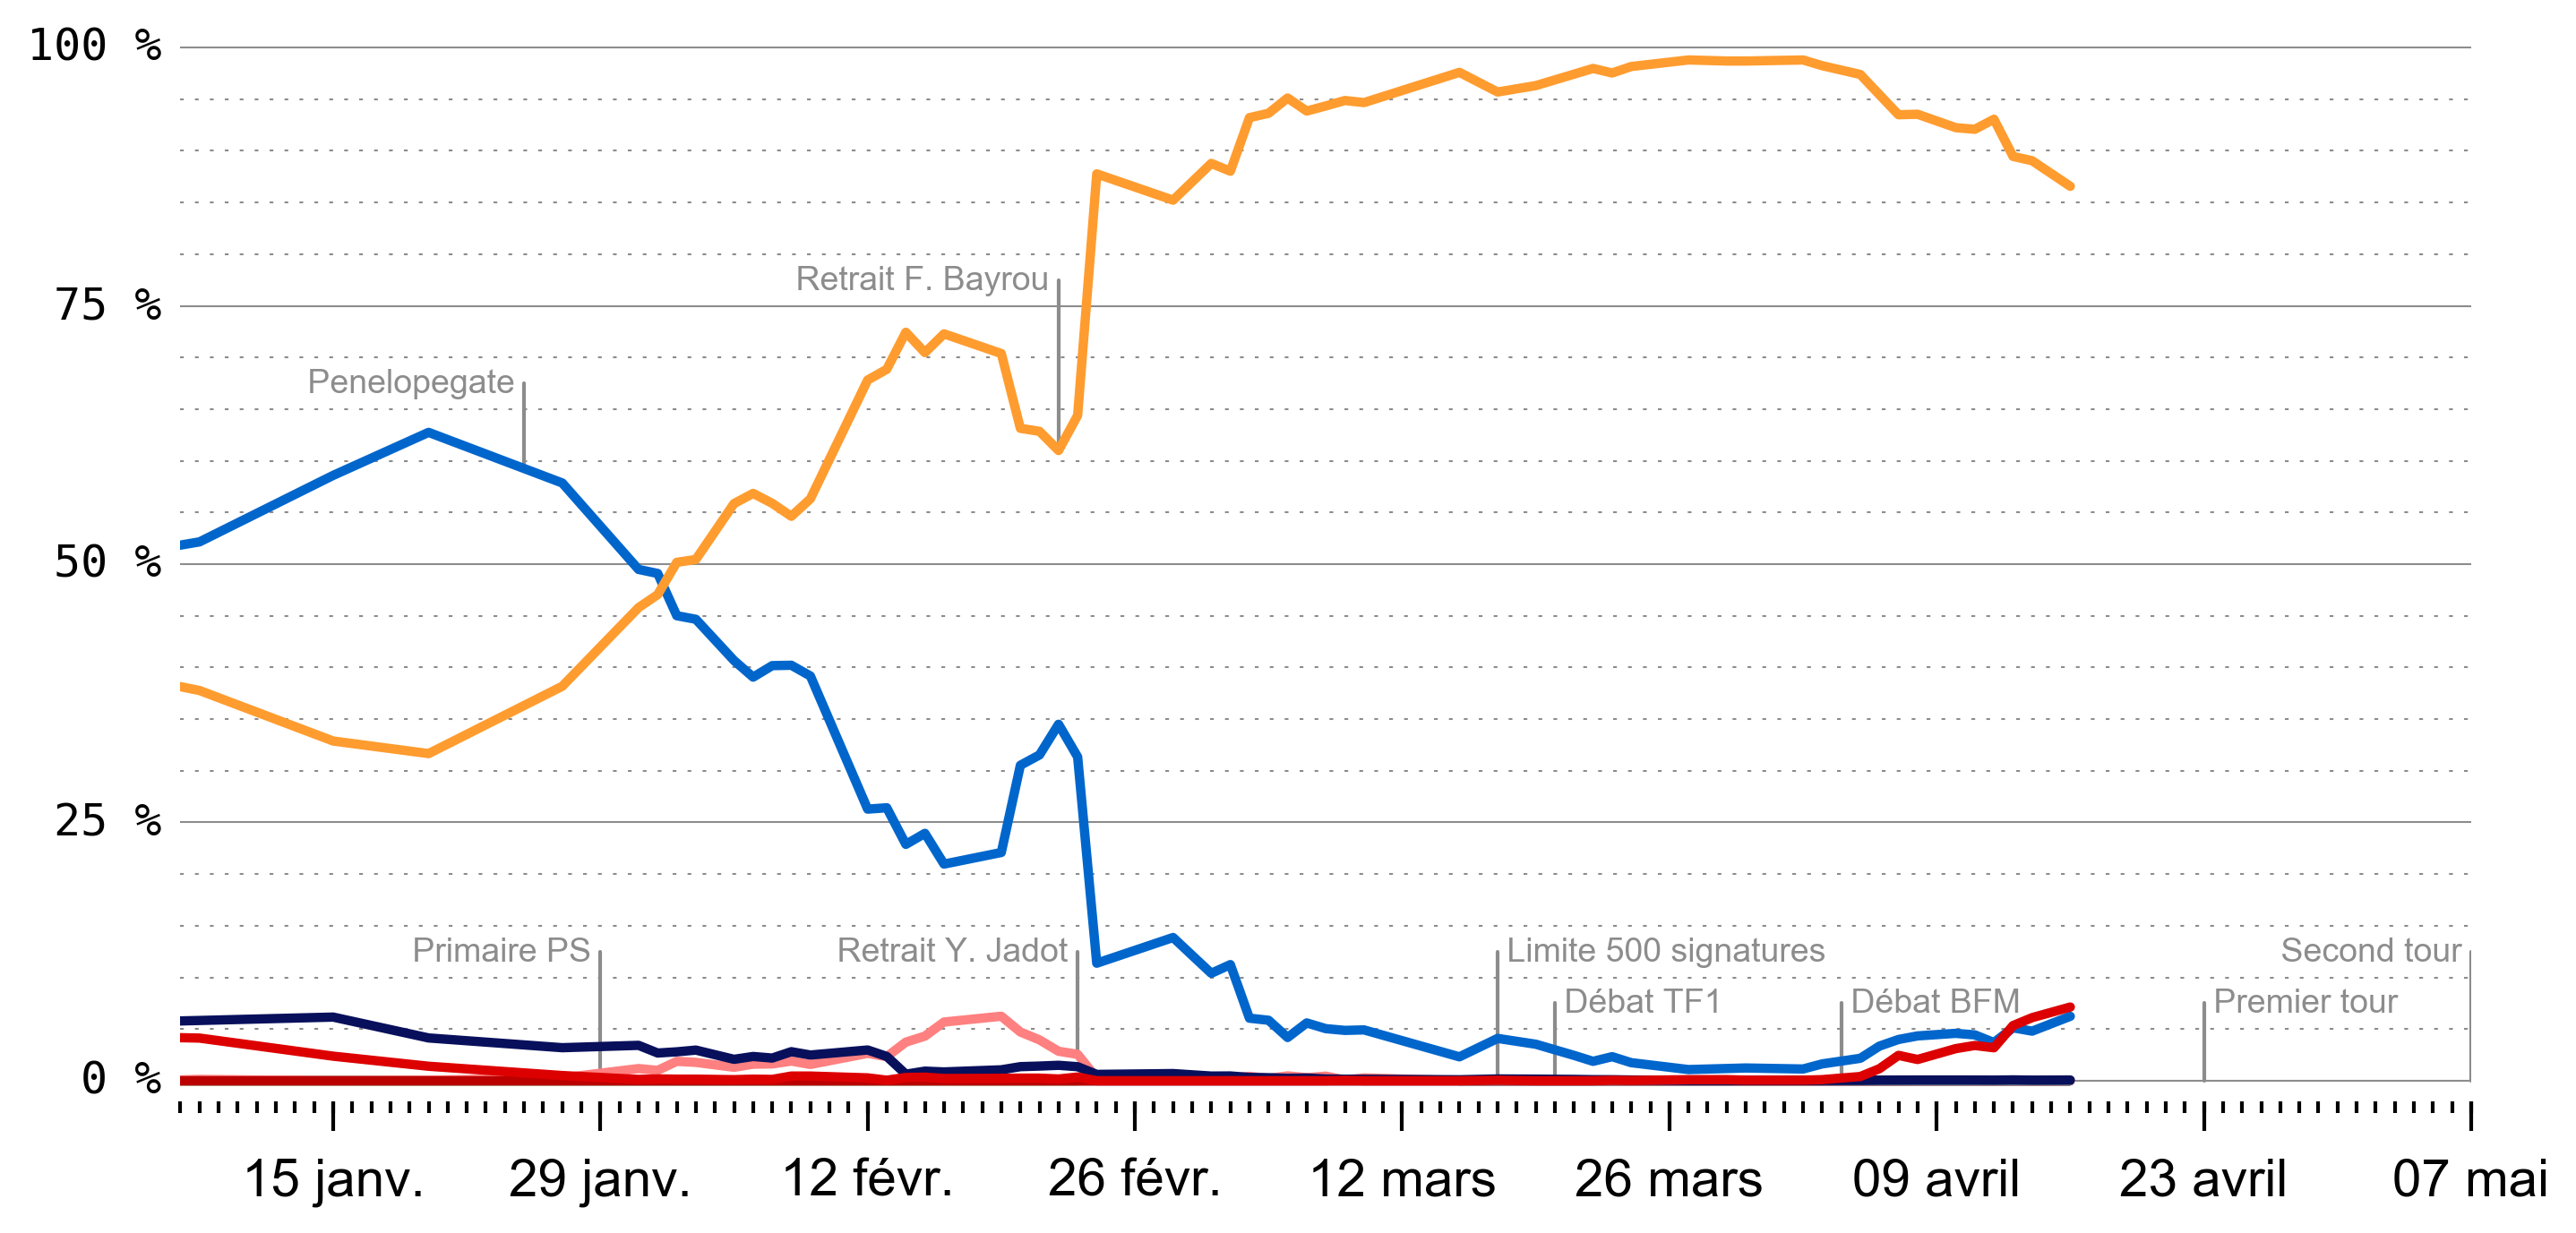 100 %
Retrait F. Bayrou
75 %
Penelopegate
50 %
25 %
Primaire PS
Retrait Y. Jadot
Limite 500 signatures
Second tour
Débat TF1
Débat BFM
Premier tour
0 %
15 janv.
29 janv.
12 févr.
26 févr.
12 mars
26 mars
09 avril
23 avril
07 mai